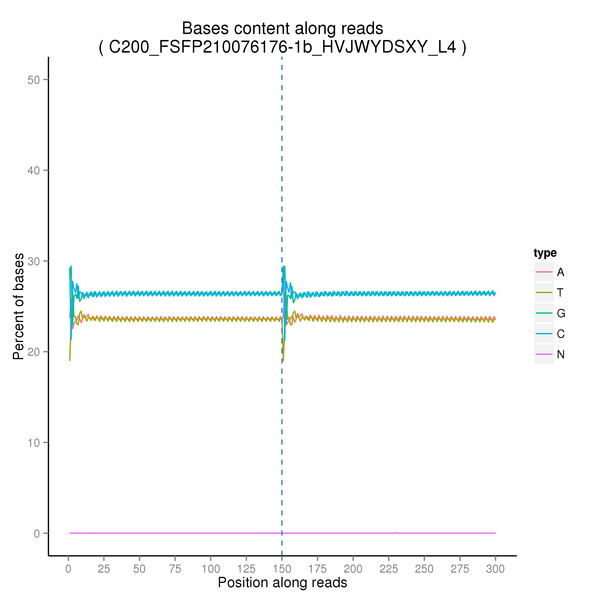 Bases content along reads
( C200_FSFP210076176-1b_HVJWYDSXY_L4 )
50
40
30
20
10
0
Percent of bases
0 25 50 75 100 125 150 175 200 225 250 275 300
Position along reads
type
A
T
G
C
N